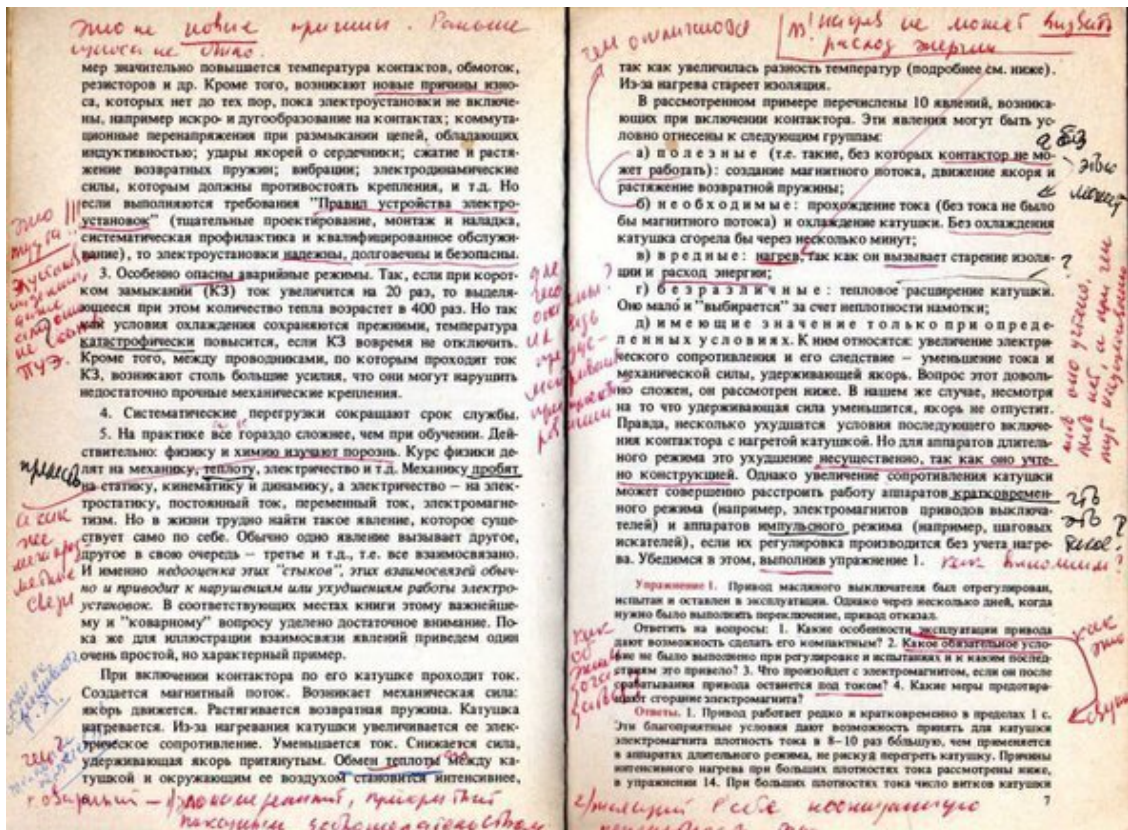 это не новые причины. Раньше
мер значительно повышается температура контактов, обмоток,
резисторов и др. Кроме того, возникают новые причины изно-
са, которых нет до тех пор, пока электроустановки не включе-
ны, например искро- и дугообразование на контактах; коммута-
ционные перенапряжения при размыкании цепей, обладающих
индуктивностью; удары якорей о сердечники; сжатие и растя-
жение возвратных пружин; вибрации; электродинамические
силы, которым должны противостоять крепления, и т.д. Но
если выполняются требования "Правил устройства электро-
установок" (тщательные проектирование, монтаж и наладка,
систематическая профилактика и квалифицированное обслужи-
вание), то электроустановки надежны, долговечны и безопасны.
3. Особенно опасны аварийные режимы. Так, если при корот-
ком замыкании (КЗ) ток увеличится на 20 раз, то выделя-
ющееся при этом количество тепла возрастет в 400 раз. Но так
как условия охлаждения сохраняются прежними, температура
катастрофически повысится, если КЗ вовремя не отключить.
Кроме того, между проводниками, по которым проходит ток
КЗ, возникают столь большие усилия, что они могут нарушить
недостаточно прочные механические крепления.
4. Систематические перегрузки сокращают срок службы.
5. На практике все гораздо сложнее, чем при обучении. Дей-
ствительно: физику и химию изучают порознь. Курс физики де-
лят на механику, теплоту, электричество и т.д. Механику дробят
на статику, кинематику и динамику, а электричество — на элек-
тростатику, постоянный ток, переменный ток, электромагне-
тизм. Но в жизни трудно найти такое явление, которое суще-
ствует само по себе. Обычно одно явление вызывает другое,
другое в свою очередь — третье и т.д., т.е. все взаимосвязано.
И именно недооценка этих "стыков", этих взаимосвязей обыч-
но и приводит к нарушениям или ухудшениям работы электро-
установок. В соответствующих местах книги этому важнейше-
му и "коварному" вопросу уделено достаточное внимание. По-
ка же для иллюстрации взаимосвязи явлений приведем один
очень простой, но характерный пример.
При включении контактора по его катушке проходит ток.
Создается магнитный поток. Возникает механическая сила:
якорь движется. Растягивается возвратная пружина. Катушка
нагревается. Из-за нагревания катушки увеличивается ее элек-
трическое сопротивление. Уменьшается ток. Снижается сила,
удерживающая якорь притянутым. Обмен теплоты между ка-
тушкой и окружающим ее воздухом становится интенсивнее,
чем отличаются
NB! нагрев не может вызвать
расход энергии
так как увеличилась разность температур (подробнее см. ниже).
Из-за нагрева стареет изоляция.
В рассмотренном примере перечислены 10 явлений, возника-
ющих при включении контактора. Эти явления могут быть ус-
ловно отнесены к следующим группам:
а) полезные (т.е. такие, без которых контактор не мо-
жет работать): создание магнитного потока, движение якоря и
растяжение возвратной пружины;
б) необходимые: прохождение тока (без тока не было
бы магнитного потока) и охлаждение катушки. Без охлаждения
катушка сгорела бы через несколько минут;
в) вредные: нагрев, так как он вызывает старение изоля-
ции и расход энергии;
г) безразличные: тепловое расширение катушки.
Оно мало и "выбирается" за счет неплотности намотки;
д) имеющие значение только при опреде-
ленных условиях. К ним относятся: увеличение электри-
ческого сопротивления и его следствие — уменьшение тока и
механической силы, удерживающей якорь. Вопрос этот доволь-
но сложен, он рассмотрен ниже. В нашем же случае, несмотря
на то что удерживающая сила уменьшится, якорь не отпустит.
Правда, несколько ухудшатся условия последующего включе-
ния контактора с нагретой катушкой. Но для аппаратов длитель-
ного режима это ухудшение несущественно, так как оно учте-
но конструкцией. Однако увеличение сопротивления катушки
может совершенно расстроить работу аппаратов кратковремен-
ного режима (например, электромагнитов приводов выключа-
телей) и аппаратов импульсного режима (например, шаговых
искателей), если их регулировка производится без учета нагре-
ва. Убедимся в этом, выполнив упражнение 1.
Упражнение 1. Привод масляного выключателя был отрегулирован,
испытан и оставлен в эксплуатации. Однако через несколько дней, когда
нужно было выполнить переключение, привод отказал.
Ответить на вопросы: 1. Какие особенности эксплуатации привода
дают возможность сделать его компактным? 2. Какое обязательное усло-
вие не было выполнено при регулировке и испытаниях и к каким послед-
ствиям это привело? 3. Что произойдет с электромагнитом, если он после
срабатывания привода останется под током? 4. Какие меры предотвра-
щают сгорание электромагнита?
Ответы. 1. Привод работает редко и кратковременно в пределах 1 с.
Эти благоприятные условия дают возможность принять для катушки
электромагнита плотность тока в 8—10 раз большую, чем применяется
в аппаратах длительного режима, не рискуя перегреть катушку. Причины
интенсивного нагрева при больших плотностях тока рассмотрены ниже,
в упражнении 14. При больших плотностях тока число витков катушки
7